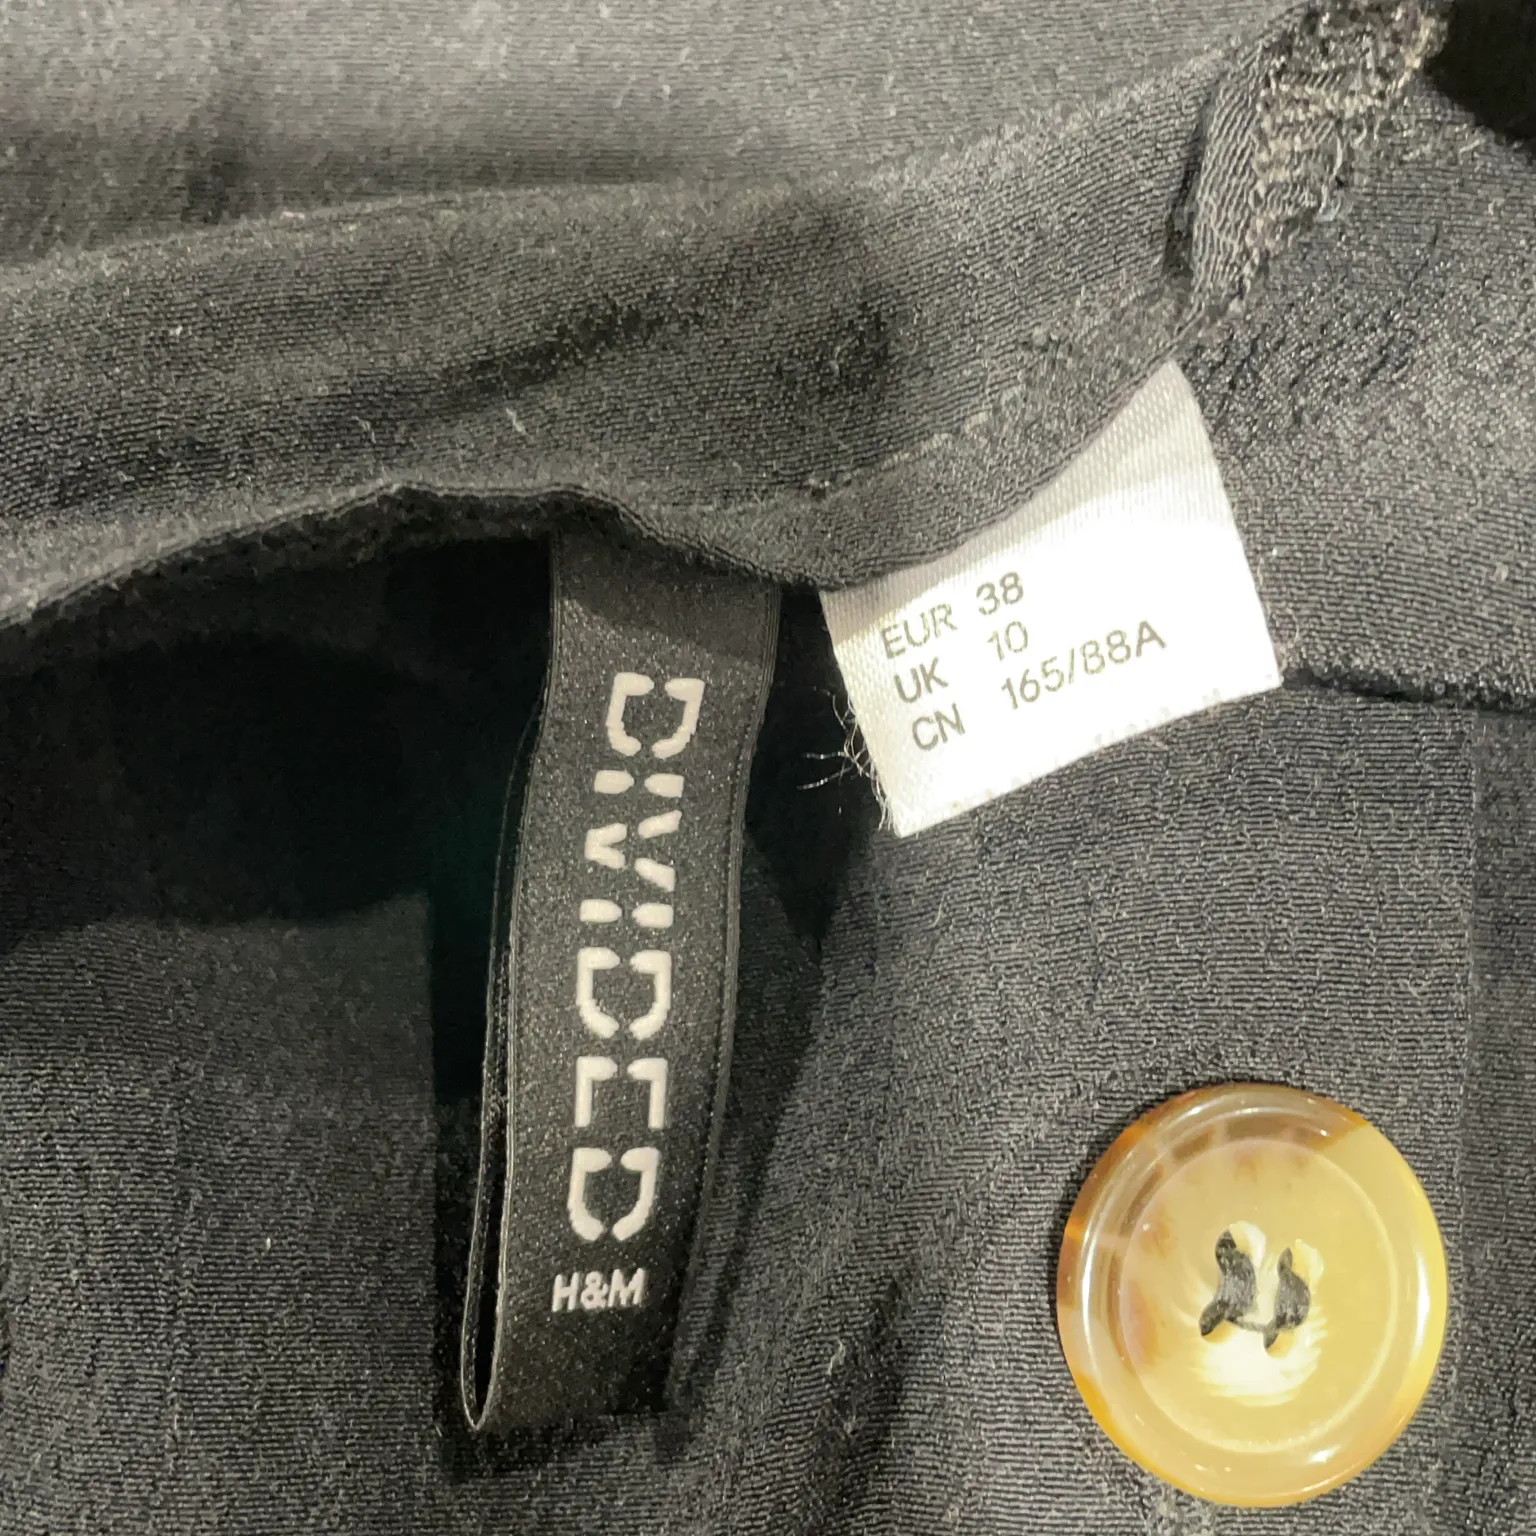 DIVIDED
H&M
EUR 38
UK 10
CN 165/88A